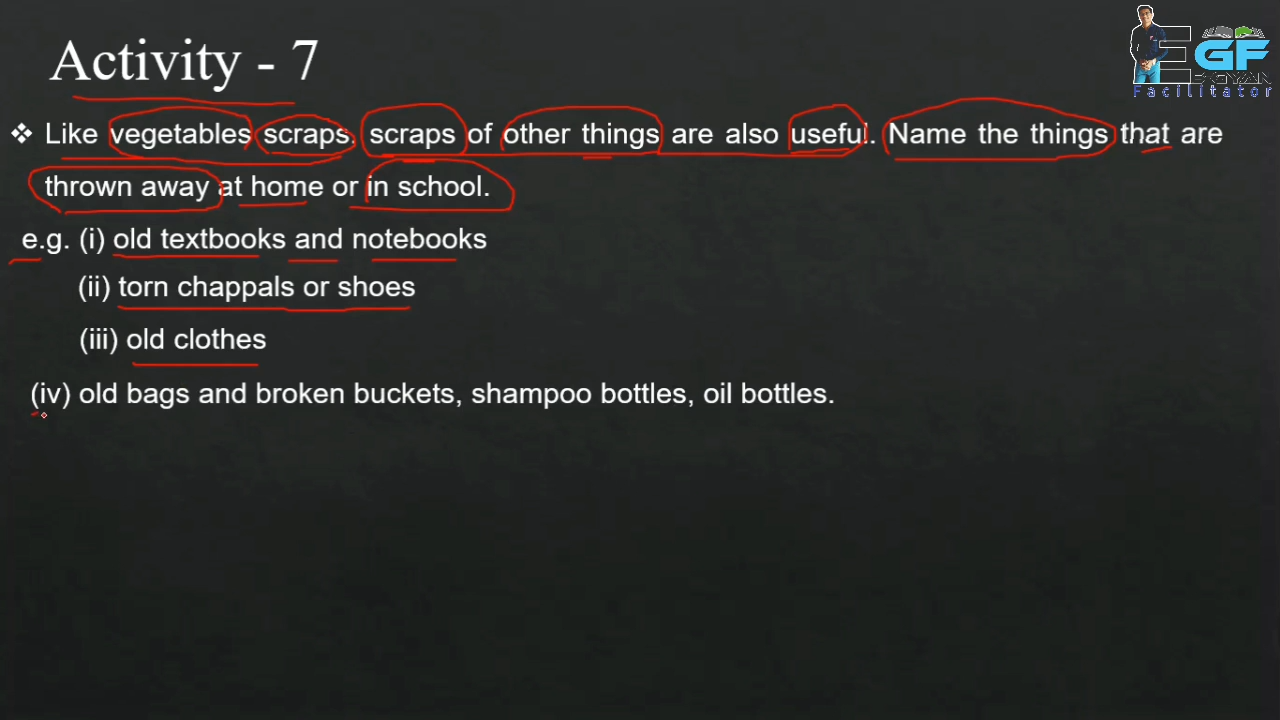 Activity - 7
❖ Like vegetables scraps, scraps of other things are also useful. Name the things that are
thrown away at home or in school.
e.g. (i) old textbooks and notebooks
(ii) torn chappals or shoes
(iii) old clothes
(iv) old bags and broken buckets, shampoo bottles, oil bottles.
EGF
Facilitator